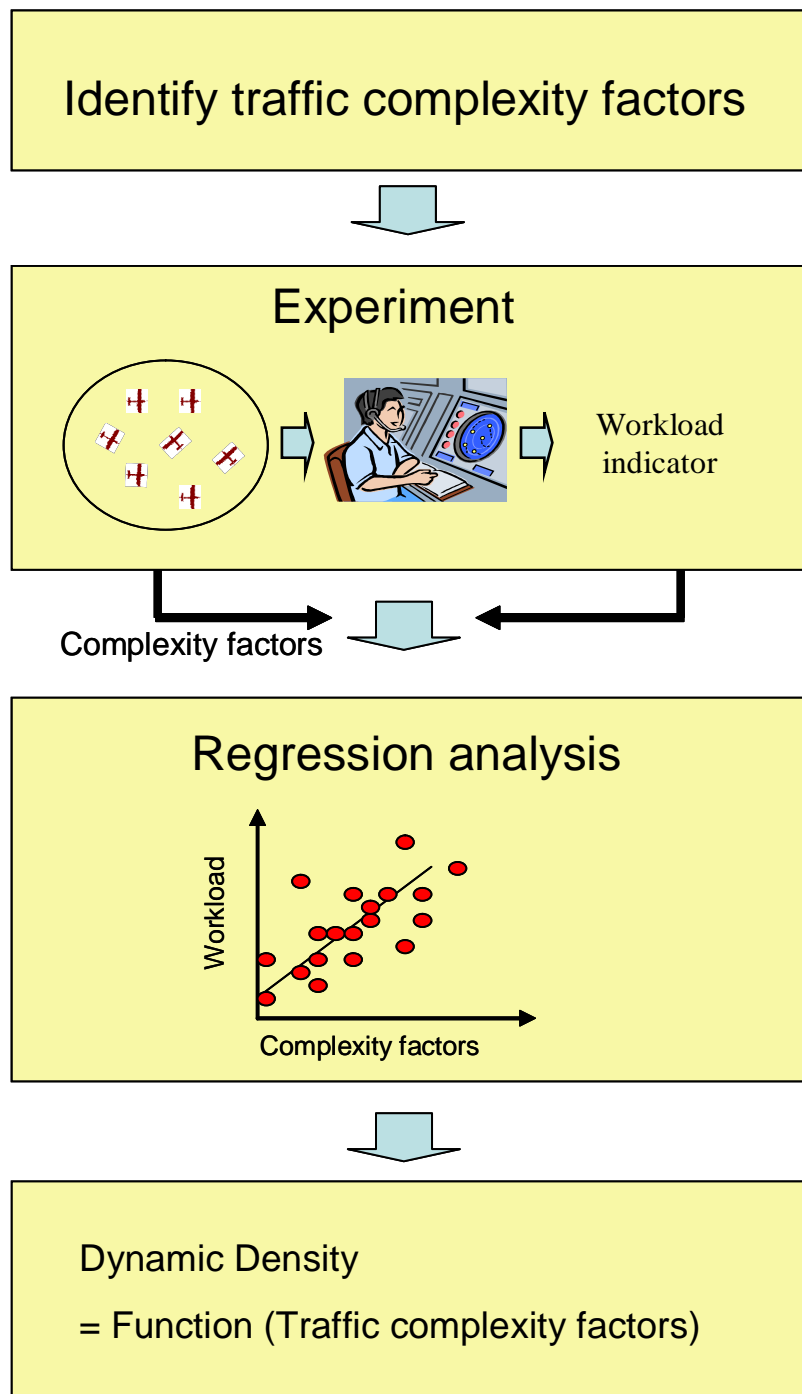 Identify traffic complexity factors
Experiment
Workload
indicator
Complexity factors
Regression analysis
Workload
Complexity factors
Dynamic Density
= Function (Traffic complexity factors)